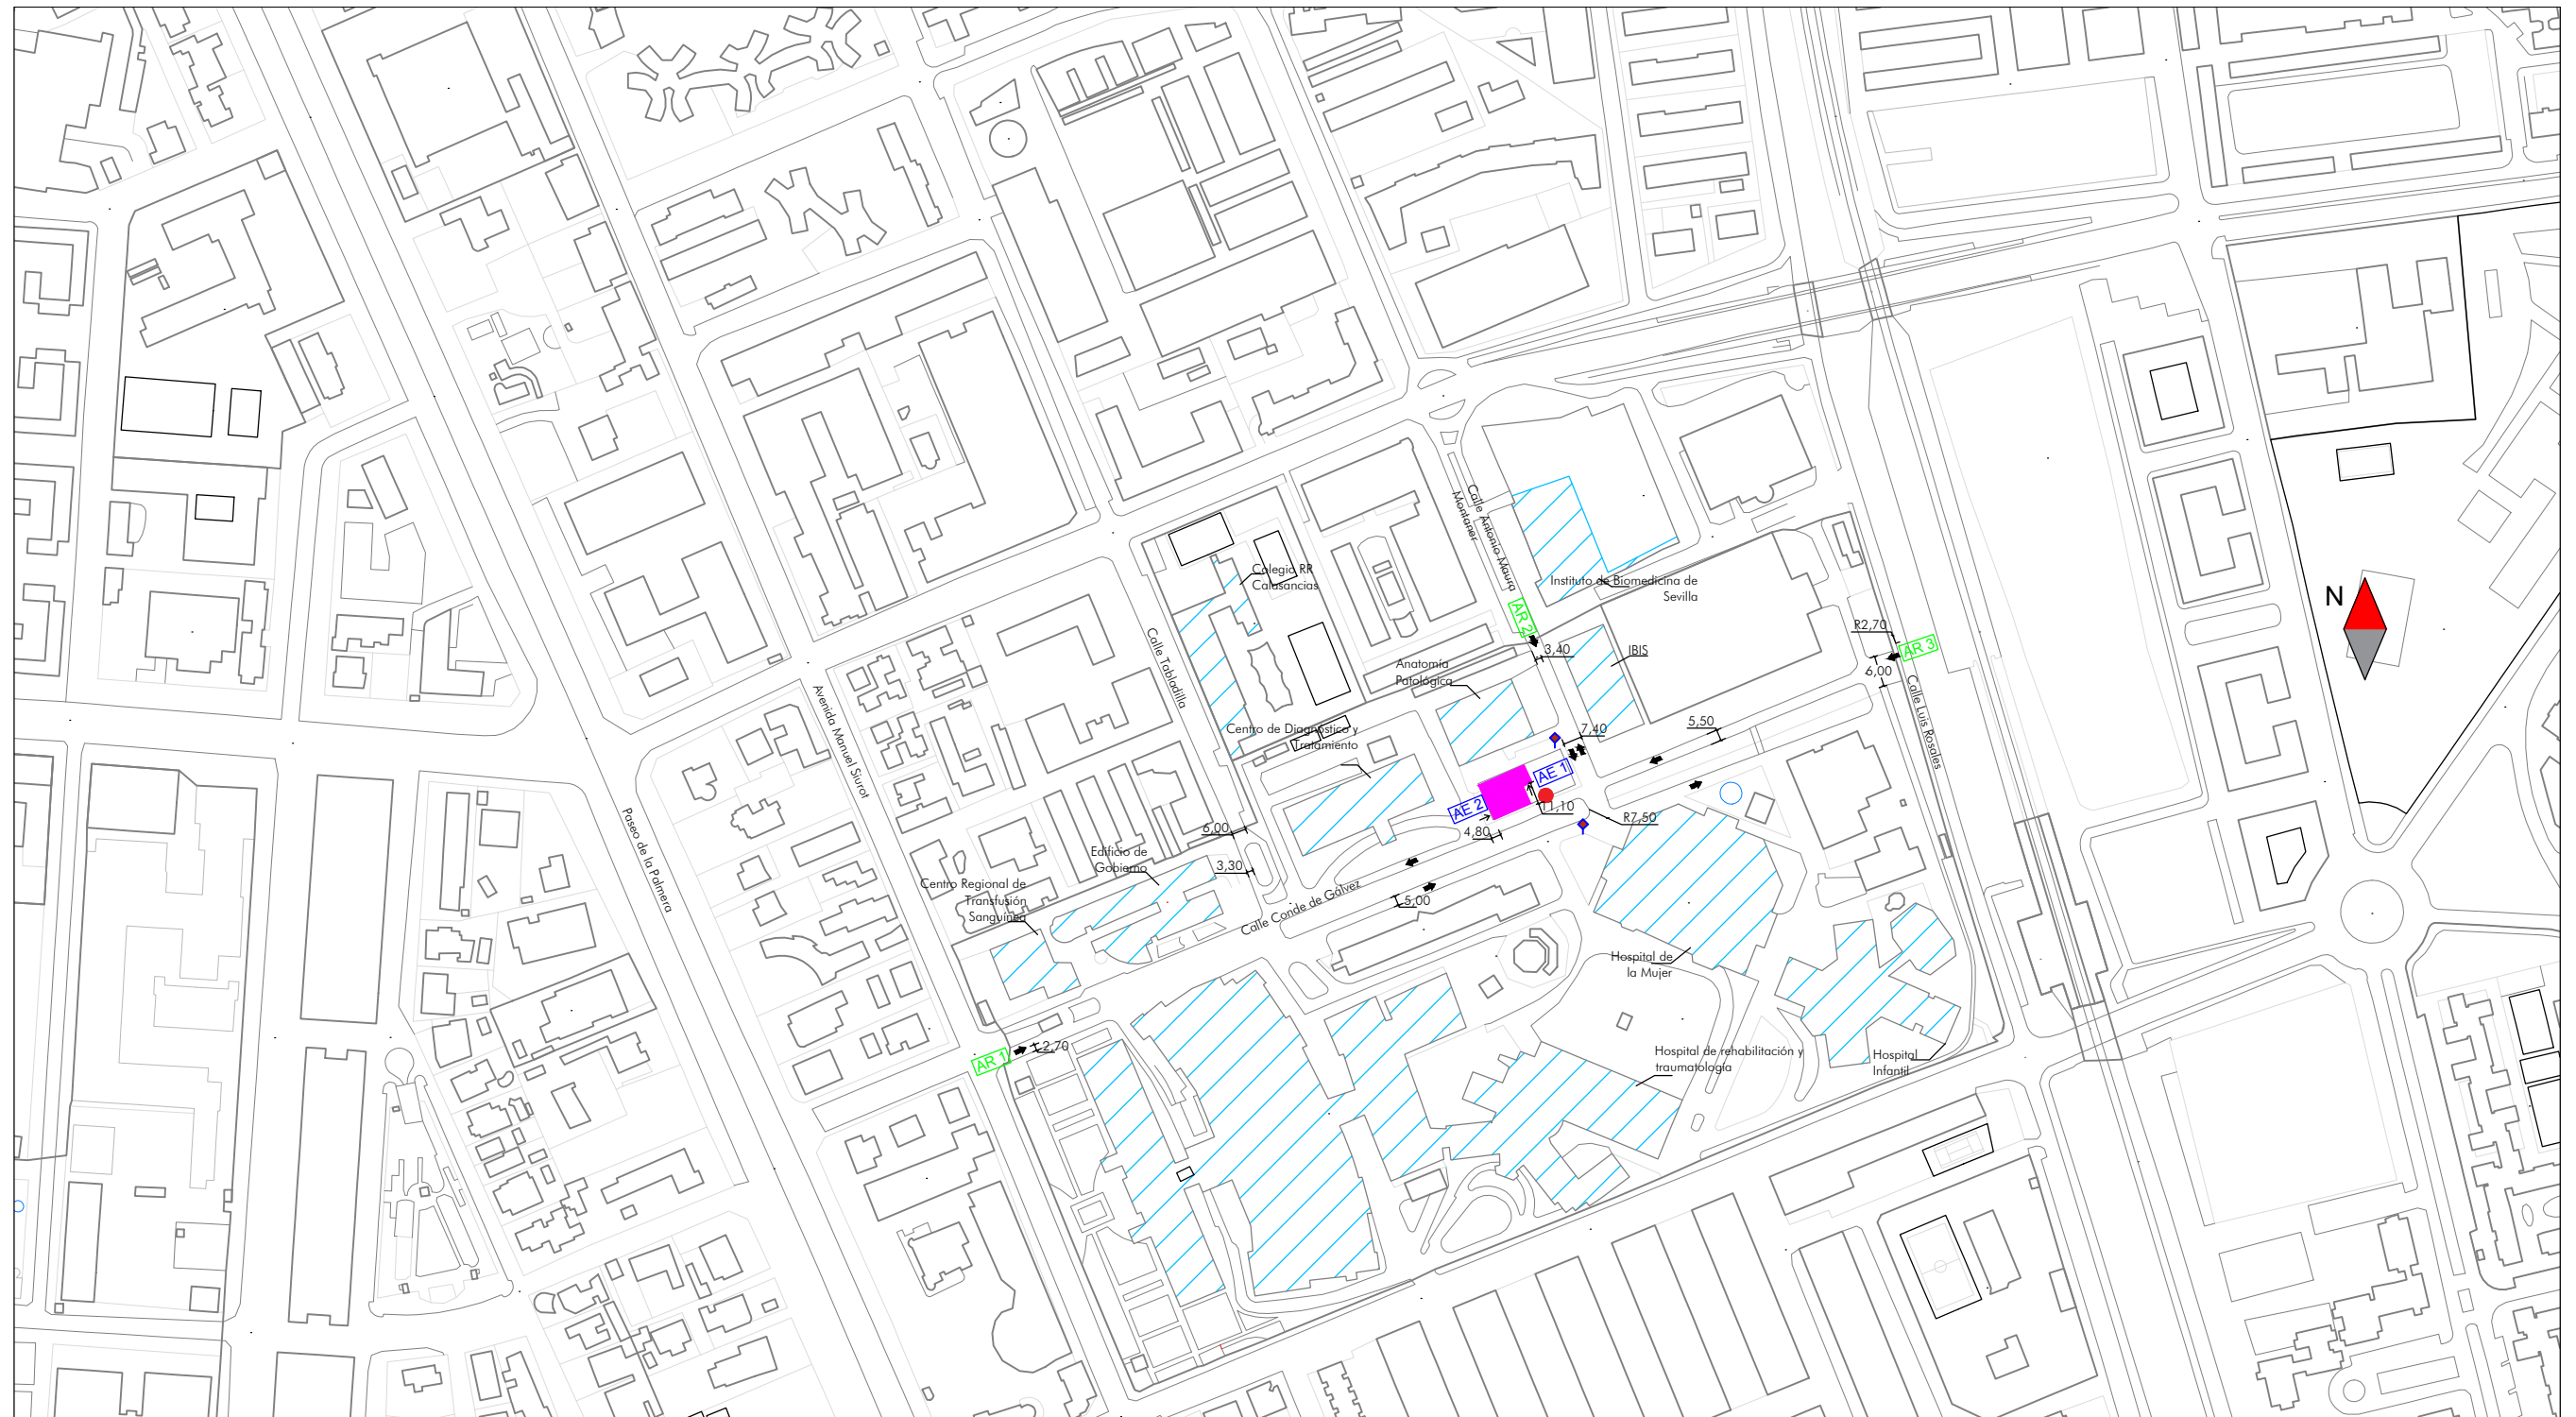 Calle Antonio Maura
Montaner
Colegio RR
Calasancias
Instituto de Biomedicina de
Sevilla
N
AR 2
R2,70
AR 3
3,40
IBIS
Calle Tabladilla
Anatomía
Patológica
6,00
Calle Luis Rosales
Avenida Manuel Siurot
Centro de Diagnóstico y
Tratamiento
7,40
5,50
AE 1
AE 2
11,10
R7,50
Paseo de la Palmera
6,00
4,80
Edificio de
Gobierno
3,30
Centro Regional de
Transfusión
Sanguínea
Calle Conde de Gálvez
5,00
Hospital de
la Mujer
AR 1
2,70
Hospital de rehabilitación y
traumatología
Hospital
Infantil